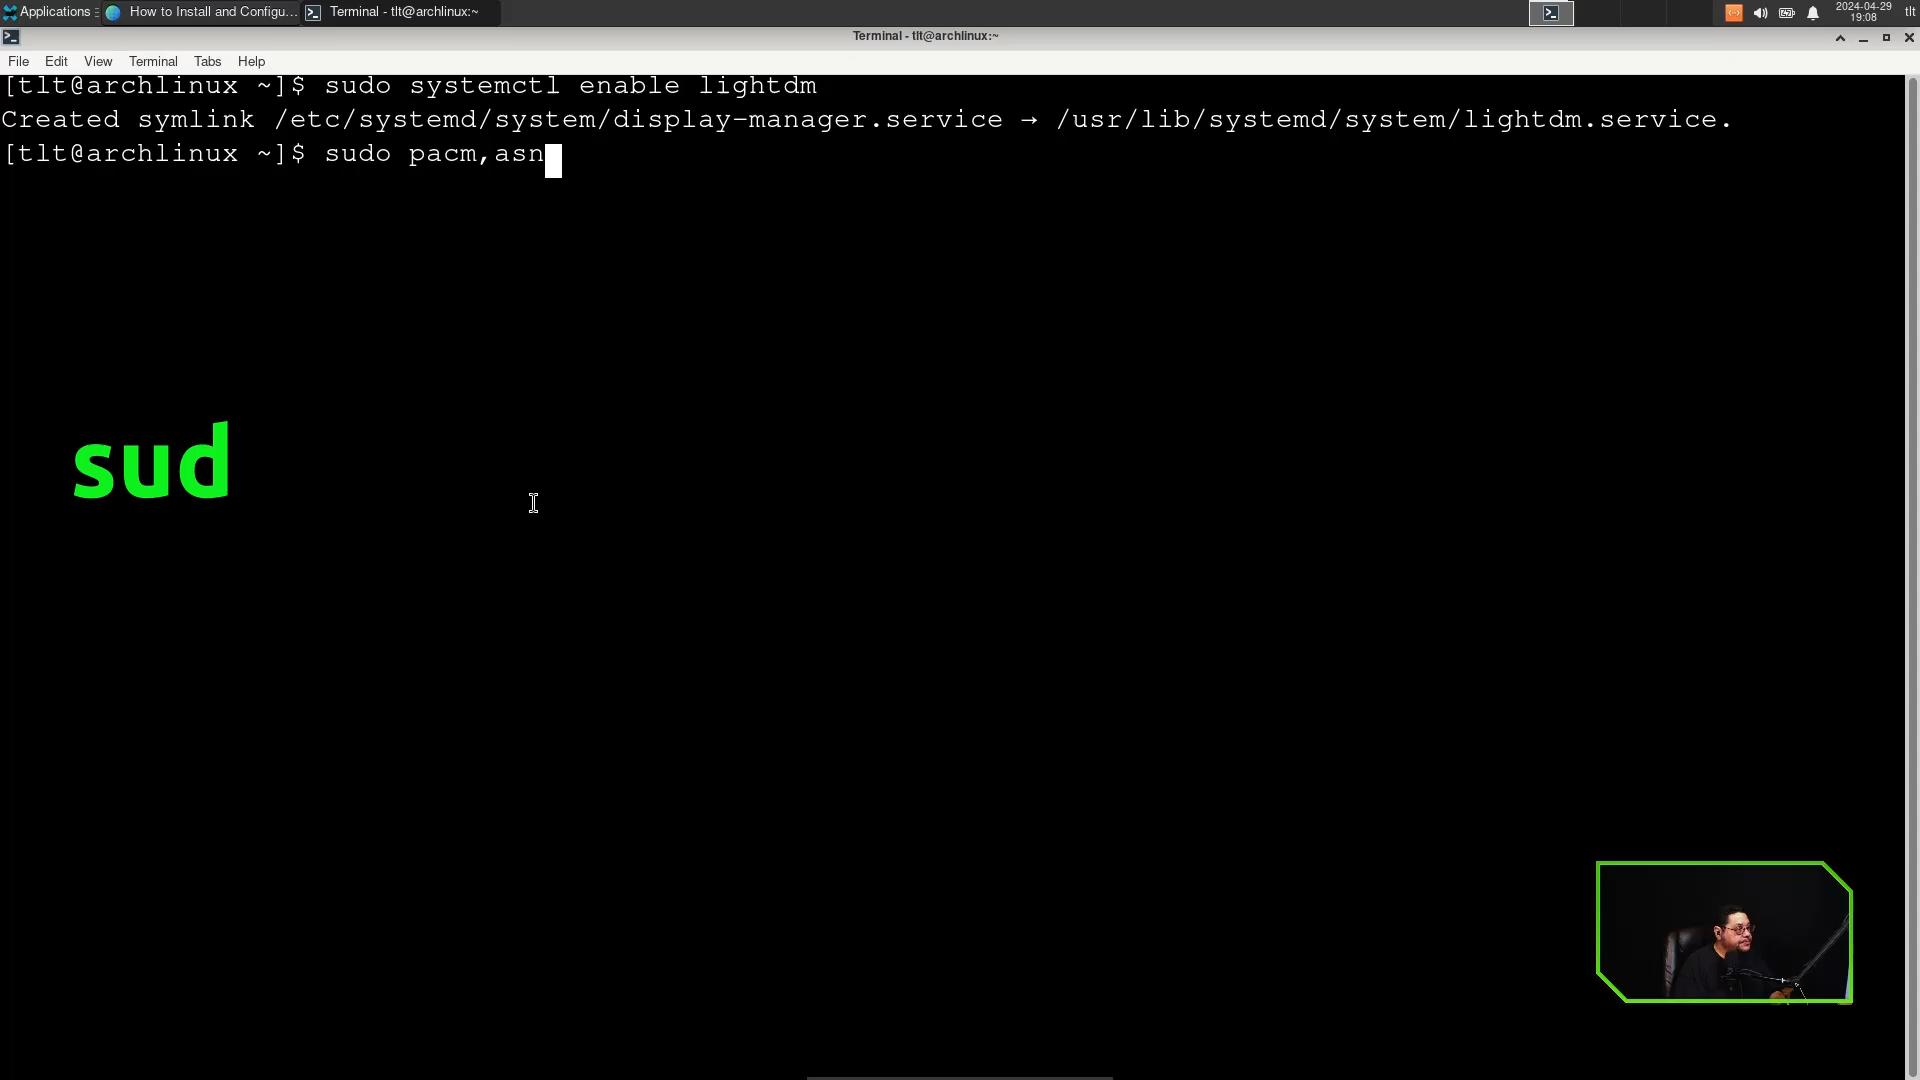 Applications
How to Install and Configu...
Terminal - tlt@archlinux:~
2024-04-29
19:08
tlt
Terminal - tlt@archlinux:~
File Edit View Terminal Tabs Help
[tlt@archlinux ~]$ sudo systemctl enable lightdm
Created symlink /etc/systemd/system/display-manager.service → /usr/lib/systemd/system/lightdm.service.
[tlt@archlinux ~]$ sudo pacm,asn
sud